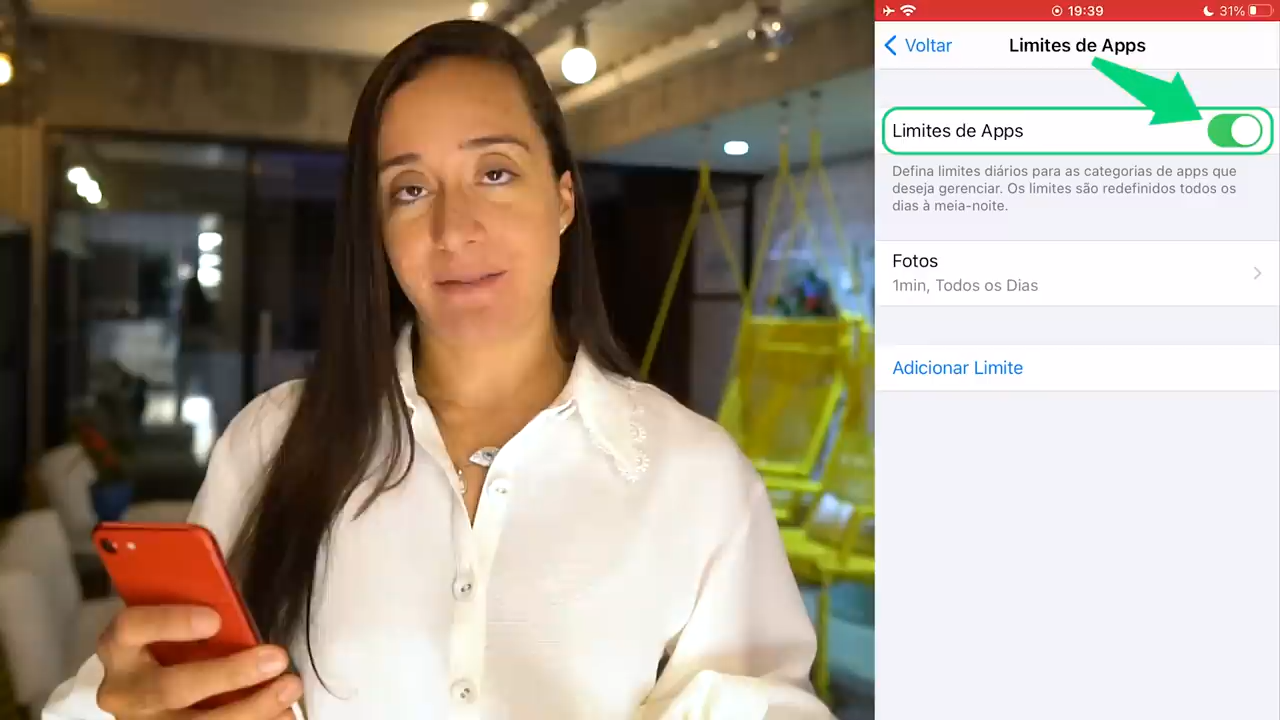 19:39
31%
Voltar
Limites de Apps
Limites de Apps
Defina limites diários para as categorias de apps que
deseja gerenciar. Os limites são redefinidos todos os
dias à meia-noite.
Fotos
1min, Todos os Dias
Adicionar Limite